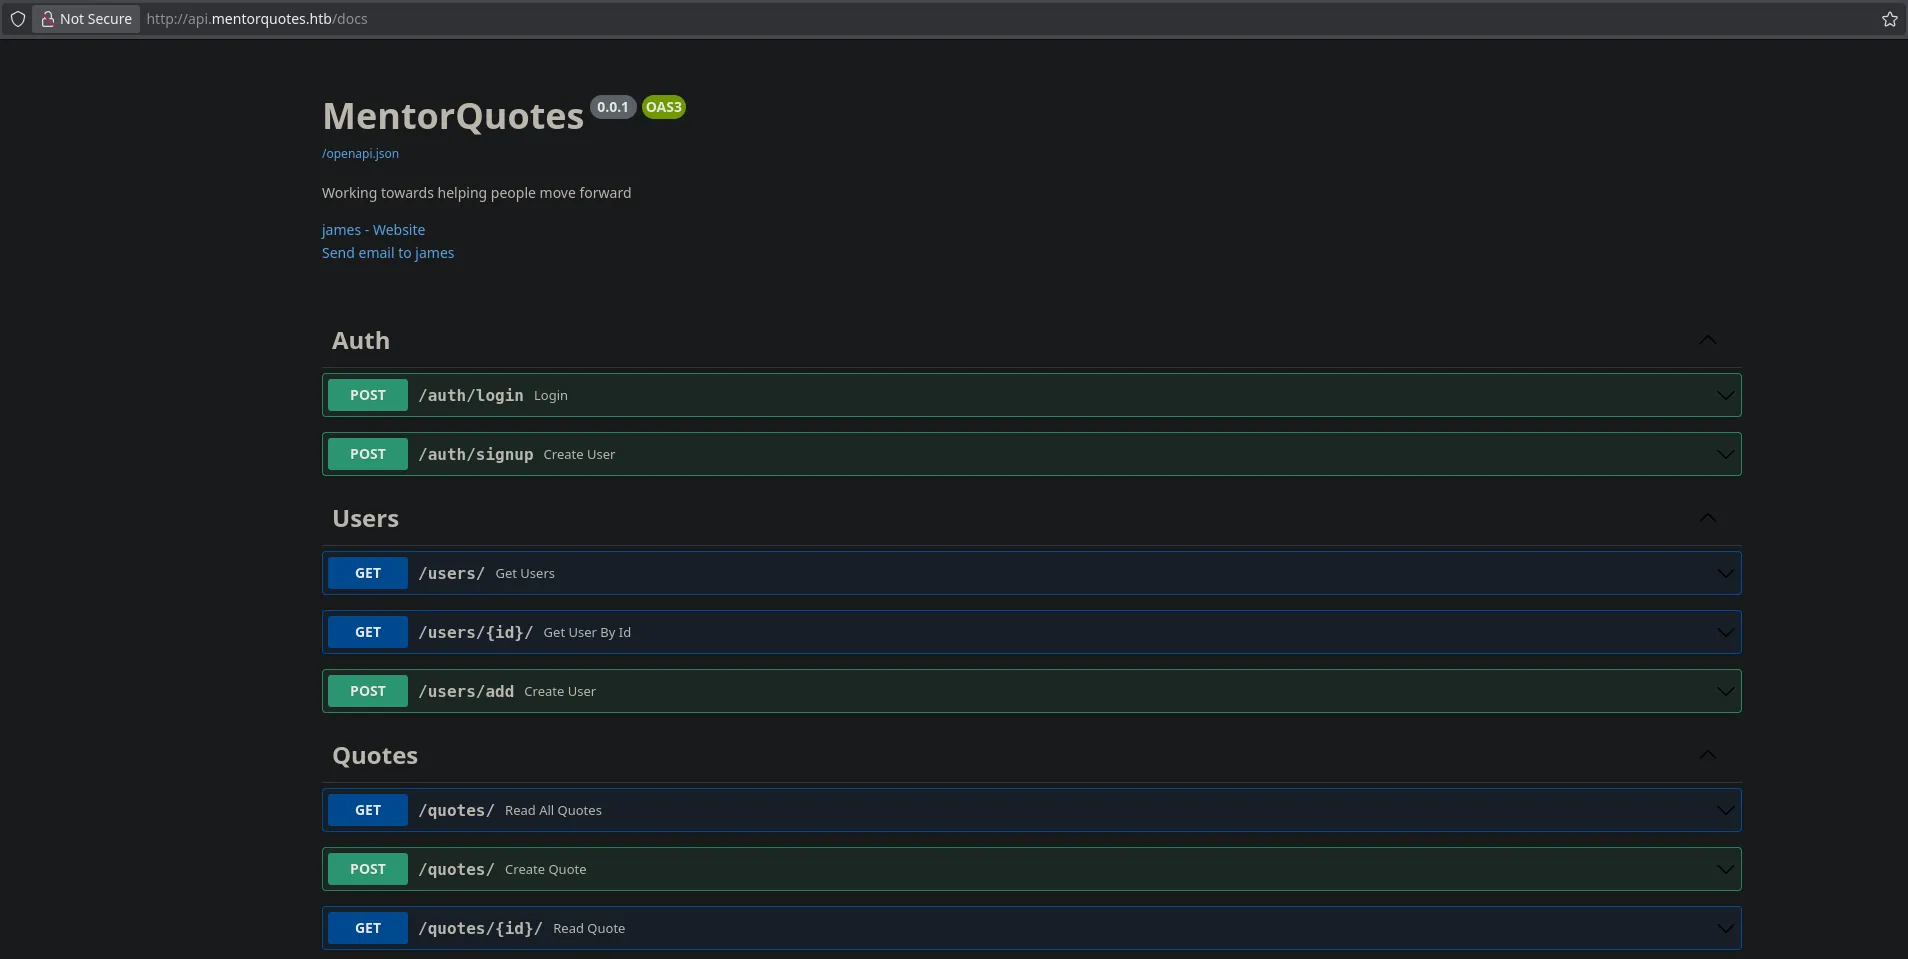 Not Secure http://api.mentorquotes.htb/docs
MentorQuotes 0.0.1 OAS3
/openapi.json
Working towards helping people move forward
james - Website
Send email to james
Auth
POST /auth/login Login
POST /auth/signup Create User
Users
GET /users/ Get Users
GET /users/{id}/ Get User By Id
POST /users/add Create User
Quotes
GET /quotes/ Read All Quotes
POST /quotes/ Create Quote
GET /quotes/{id}/ Read Quote